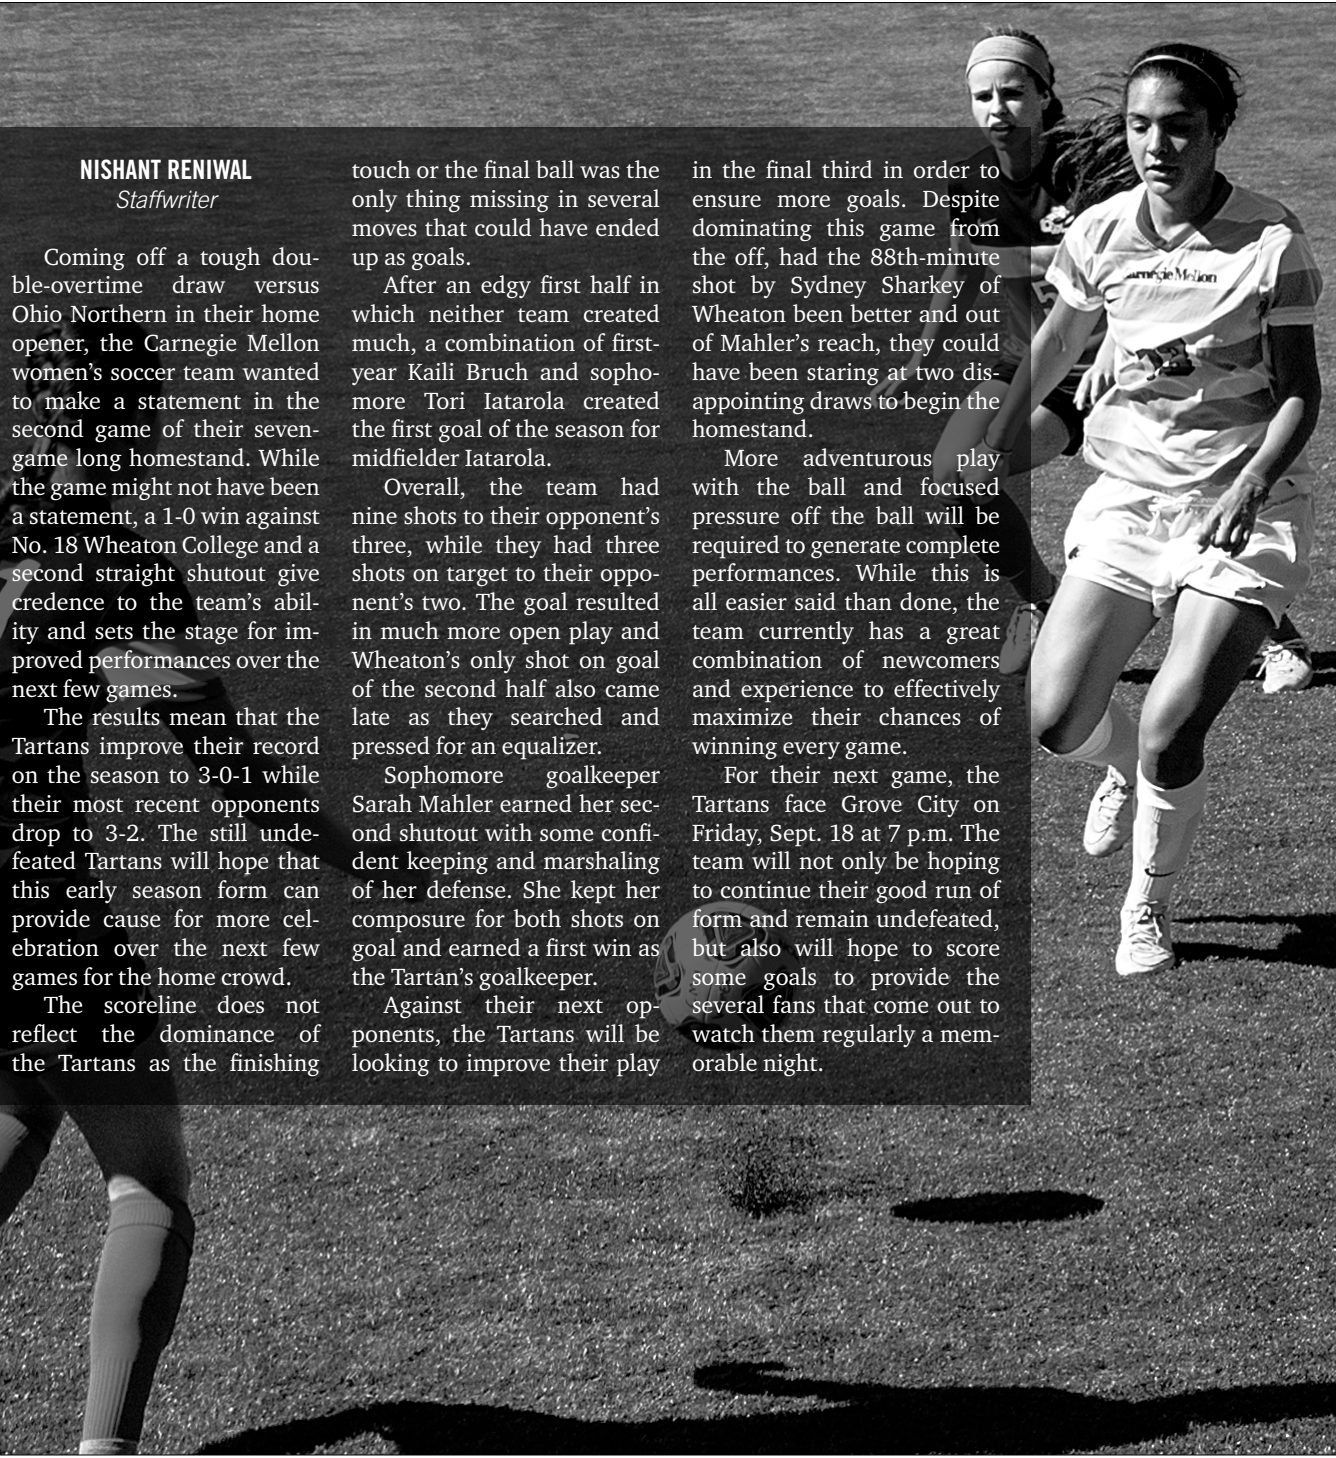 NISHANT RENIWAL
Staffwriter
Coming off a tough dou-
ble-overtime draw versus
Ohio Northern in their home
opener, the Carnegie Mellon
women's soccer team wanted
to make a statement in the
second game of their seven-
game long homestand. While
the game might not have been
a statement, a 1-0 win against
No. 18 Wheaton College and a
second straight shutout give
credence to the team's abil-
ity and sets the stage for im-
proved performances over the
next few games.
The results mean that the
Tartans improve their record
on the season to 3-0-1 while
their most recent opponents
drop to 3-2. The still unde-
feated Tartans will hope that
this early season form can
provide cause for more cel-
ebration over the next few
games for the home crowd.
The scoreline does not
reflect the dominance of
the Tartans as the finishing
touch or the final ball was the
only thing missing in several
moves that could have ended
up as goals.
After an edgy first half in
which neither team created
much, a combination of first-
year Kaili Bruch and sopho-
more Tori Iatarola created
the first goal of the season for
midfielder Iatarola.
Overall, the team had
nine shots to their opponent's
three, while they had three
shots on target to their oppo-
nent's two. The goal resulted
in much more open play and
Wheaton's only shot on goal
of the second half also came
late as they searched and
pressed for an equalizer.
Sophomore goalkeeper
Sarah Mahler earned her sec-
ond shutout with some confi-
dent keeping and marshaling
of her defense. She kept her
composure for both shots on
goal and earned a first win as
the Tartan's goalkeeper.
Against their next op-
ponents, the Tartans will be
looking to improve their play
in the final third in order to
ensure more goals. Despite
dominating this game from
the off, had the 88th-minute
shot by Sydney Sharkey of
Wheaton been better and out
of Mahler's reach, they could
have been staring at two dis-
appointing draws to begin the
homestand.
More adventurous play
with the ball and focused
pressure off the ball will be
required to generate complete
performances. While this is
all easier said than done, the
team currently has a great
combination of newcomers
and experience to effectively
maximize their chances of
winning every game.
For their next game, the
Tartans face Grove City on
Friday, Sept. 18 at 7 p.m. The
team will not only be hoping
to continue their good run of
form and remain undefeated,
but also will hope to score
some goals to provide the
several fans that come out to
watch them regularly a mem-
orable night.
Carnegie Mellon